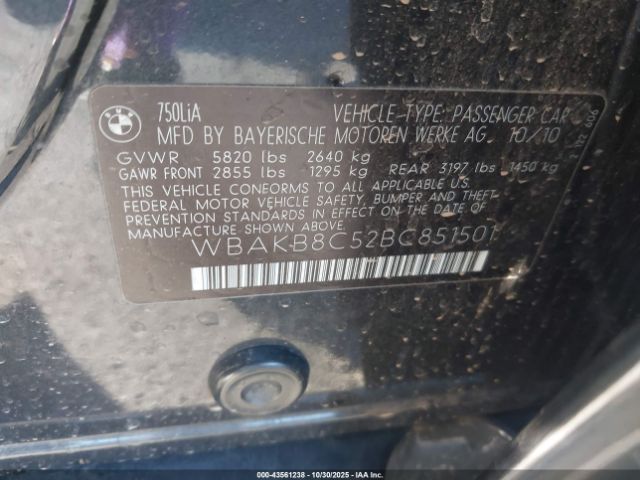 BMW
750LiA VEHICLE-TYPE: PASSENGER CAR
MFD BY BAYERISCHE MOTOREN WERKE AG 10/10
GVWR 5820 lbs 2640 kg
GAWR FRONT 2855 lbs 1295 kg REAR 3197 lbs 1450 kg
THIS VEHICLE CONFORMS TO ALL APPLICABLE U.S.
FEDERAL MOTOR VEHICLE SAFETY, BUMPER AND THEFT
PREVENTION STANDARDS IN EFFECT ON THE DATE OF
MANUFACTURE SHOWN ABOVE.
WBAKB8C52BC851501
000-43561238 - 10/30/2025 - IAAI.COM